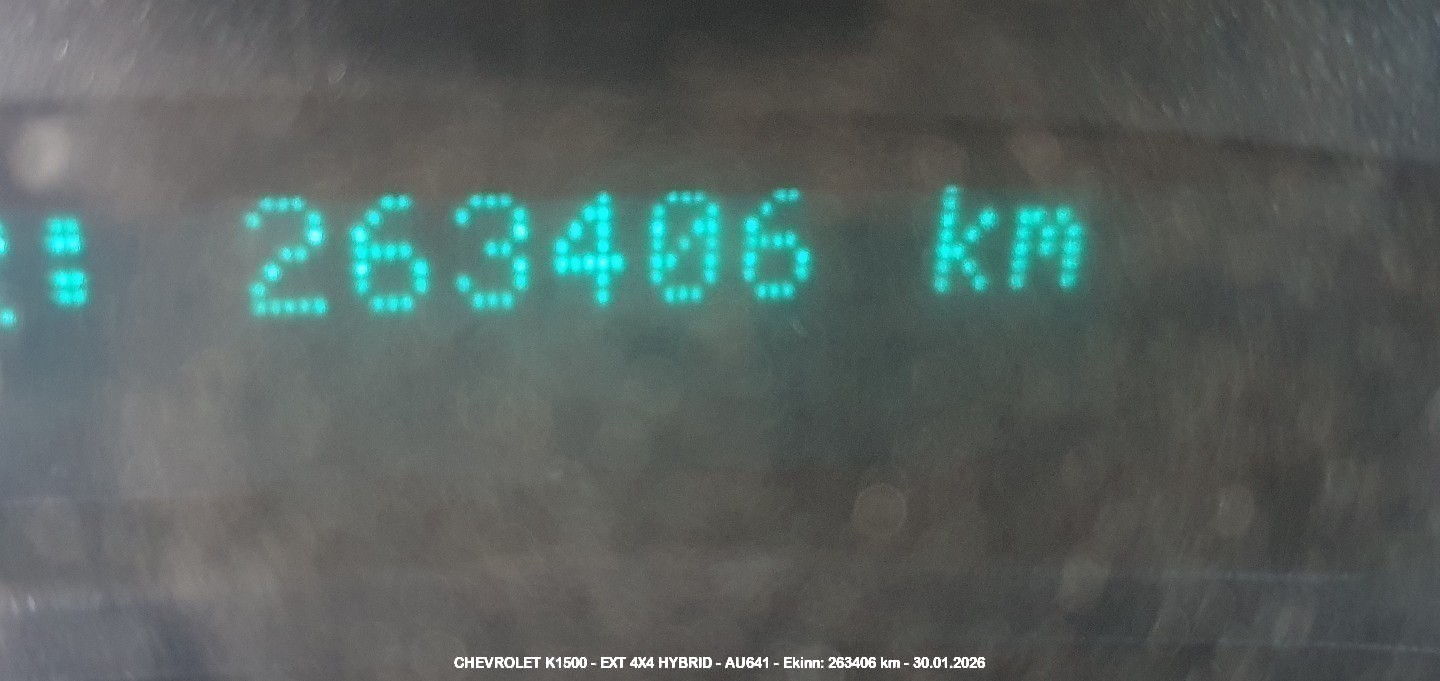 : 263406 km
CHEVROLET K1500 - EXT 4X4 HYBRID - AU641 - Ekinn: 263406 km - 30.01.2026